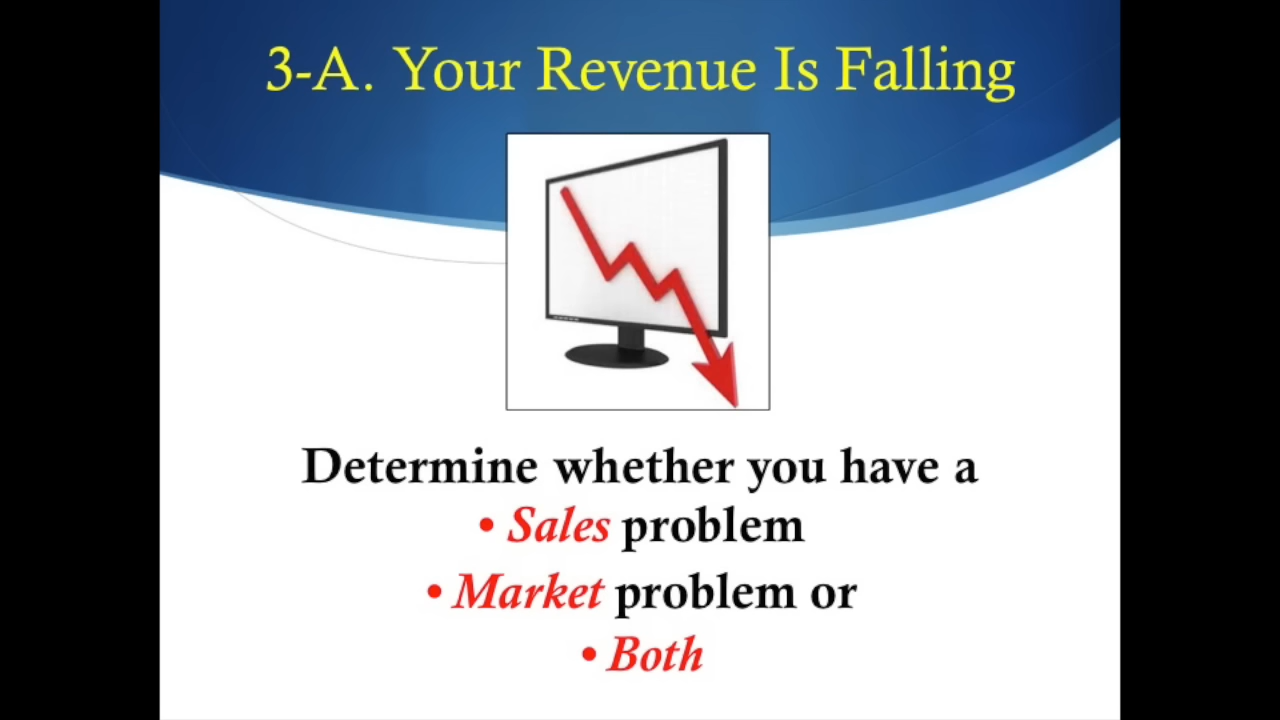 3-A. Your Revenue Is Falling
Determine whether you have a
• Sales problem
• Market problem or
• Both